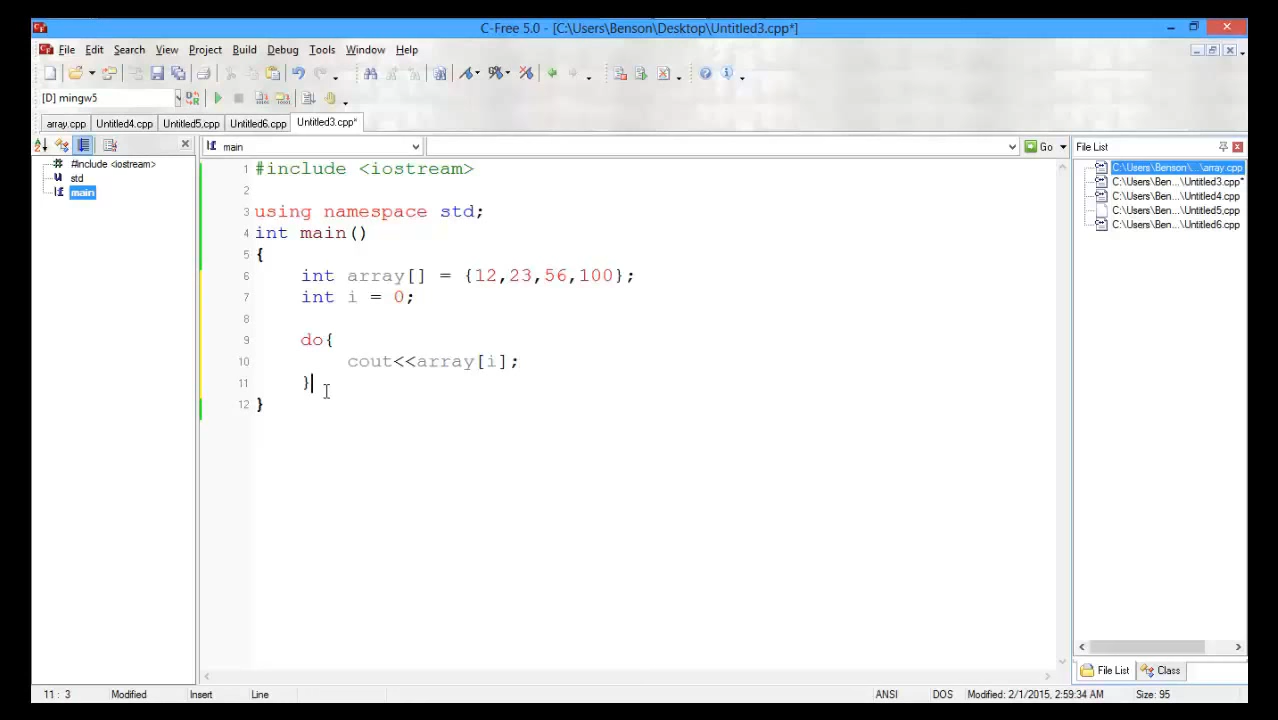 C-Free 5.0 - [C:\Users\Benson\Desktop\Untitled3.cpp*]
File Edit Search View Project Build Debug Tools Window Help
[D] mingw5
array.cpp Untitled4.cpp Untitled5.cpp Untitled6.cpp Untitled3.cpp*
main
Go
File List
#include <iostream>
std
main
1 #include <iostream>
2
3 using namespace std;
4 int main()
5 {
6 int array[] = {12,23,56,100};
7 int i = 0;
8
9 do{
10 cout<<array[i];
11 }
12 }
C:\Users\Benson\...\array.cpp
C:\Users\Ben...\Untitled3.cpp*
C:\Users\Ben...\Untitled4.cpp
C:\Users\Ben...\Untitled5.cpp
C:\Users\Ben...\Untitled6.cpp
File List Class
11 : 3 Modified Insert Line ANSI DOS Modified: 2/1/2015, 2:59:34 AM Size: 95